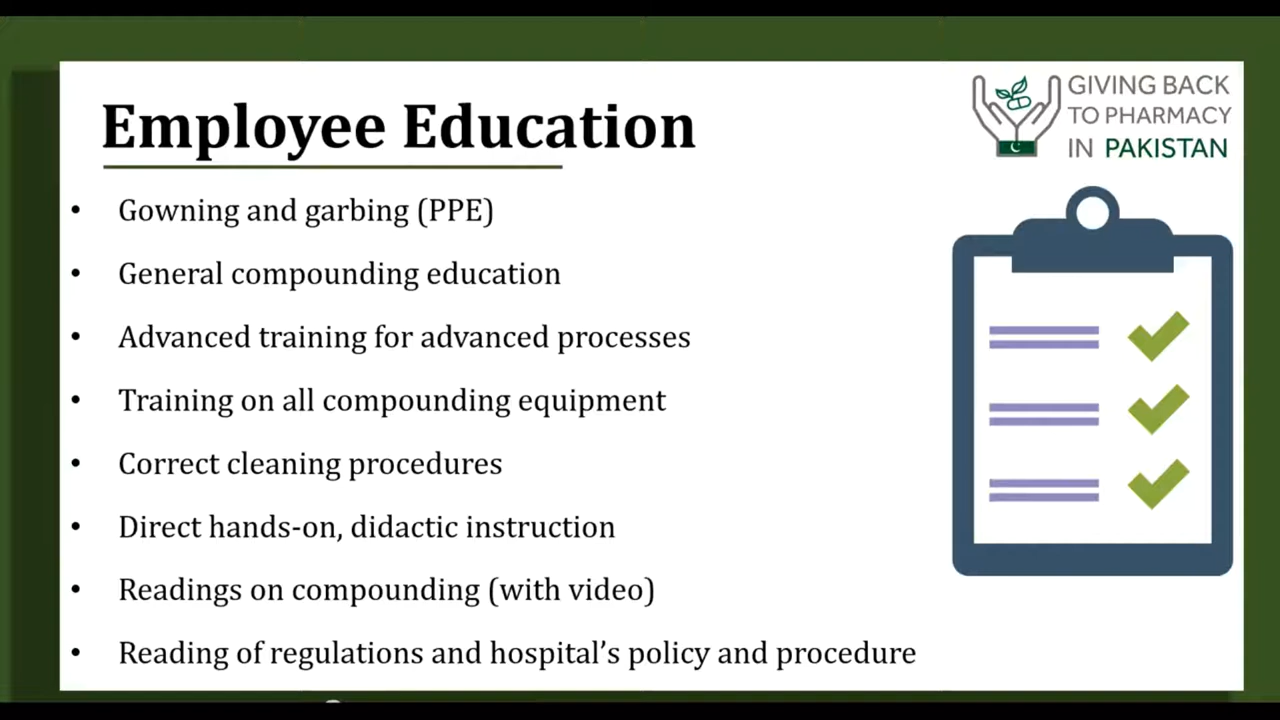 Employee Education
GIVING BACK
TO PHARMACY
IN PAKISTAN
• Gowning and garbing (PPE)
• General compounding education
• Advanced training for advanced processes
• Training on all compounding equipment
• Correct cleaning procedures
• Direct hands-on, didactic instruction
• Readings on compounding (with video)
• Reading of regulations and hospital’s policy and procedure